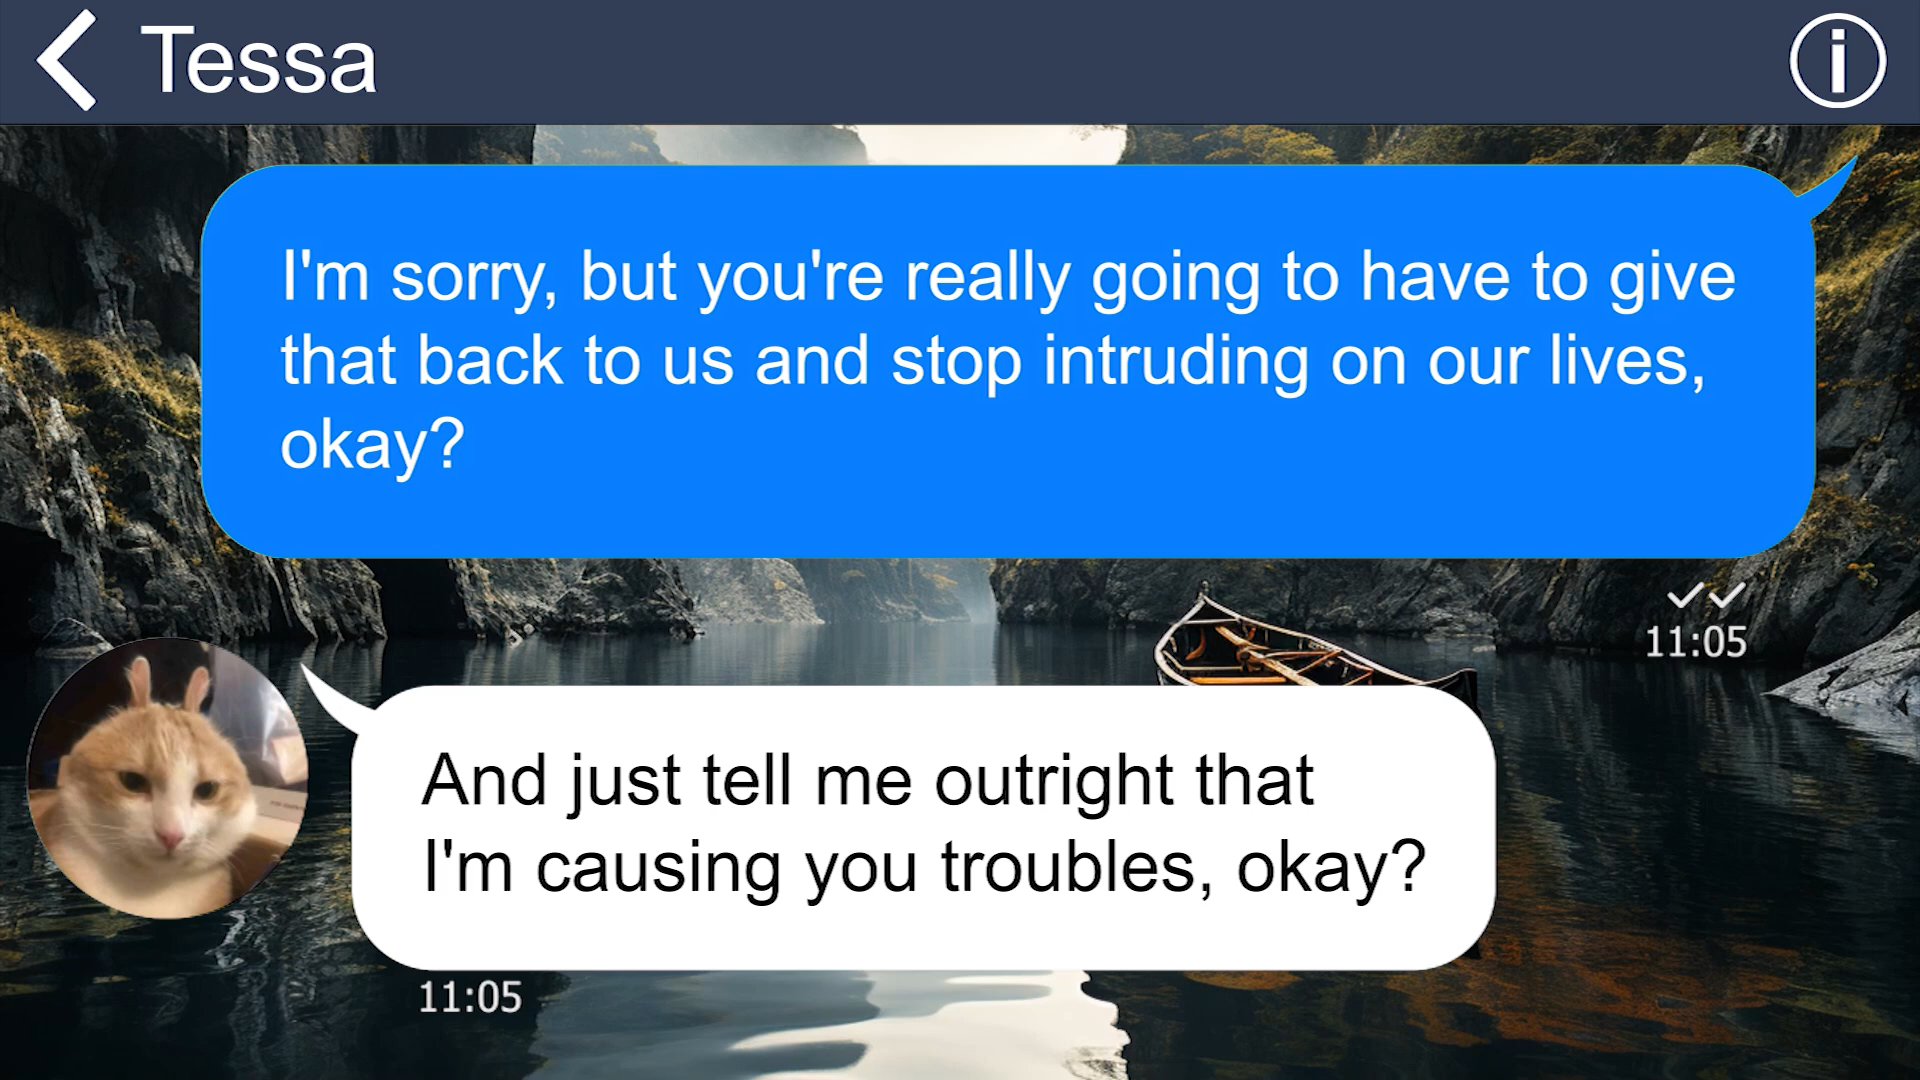 Tessa
I'm sorry, but you're really going to have to give
that back to us and stop intruding on our lives,
okay?
11:05
And just tell me outright that
I'm causing you troubles, okay?
11:05